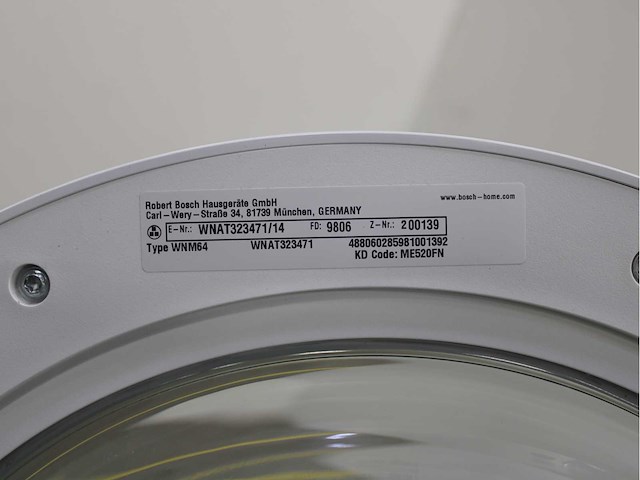 Robert Bosch Hausgeräte GmbH www.bosch-home.com
Carl-Wery-Straße 34, 81739 München, GERMANY
E-Nr.: WNAT323471/14 FD: 9806 Z-Nr.: 200139
Type WNM64 WNAT323471 488060285981001392
KD Code: ME520FN